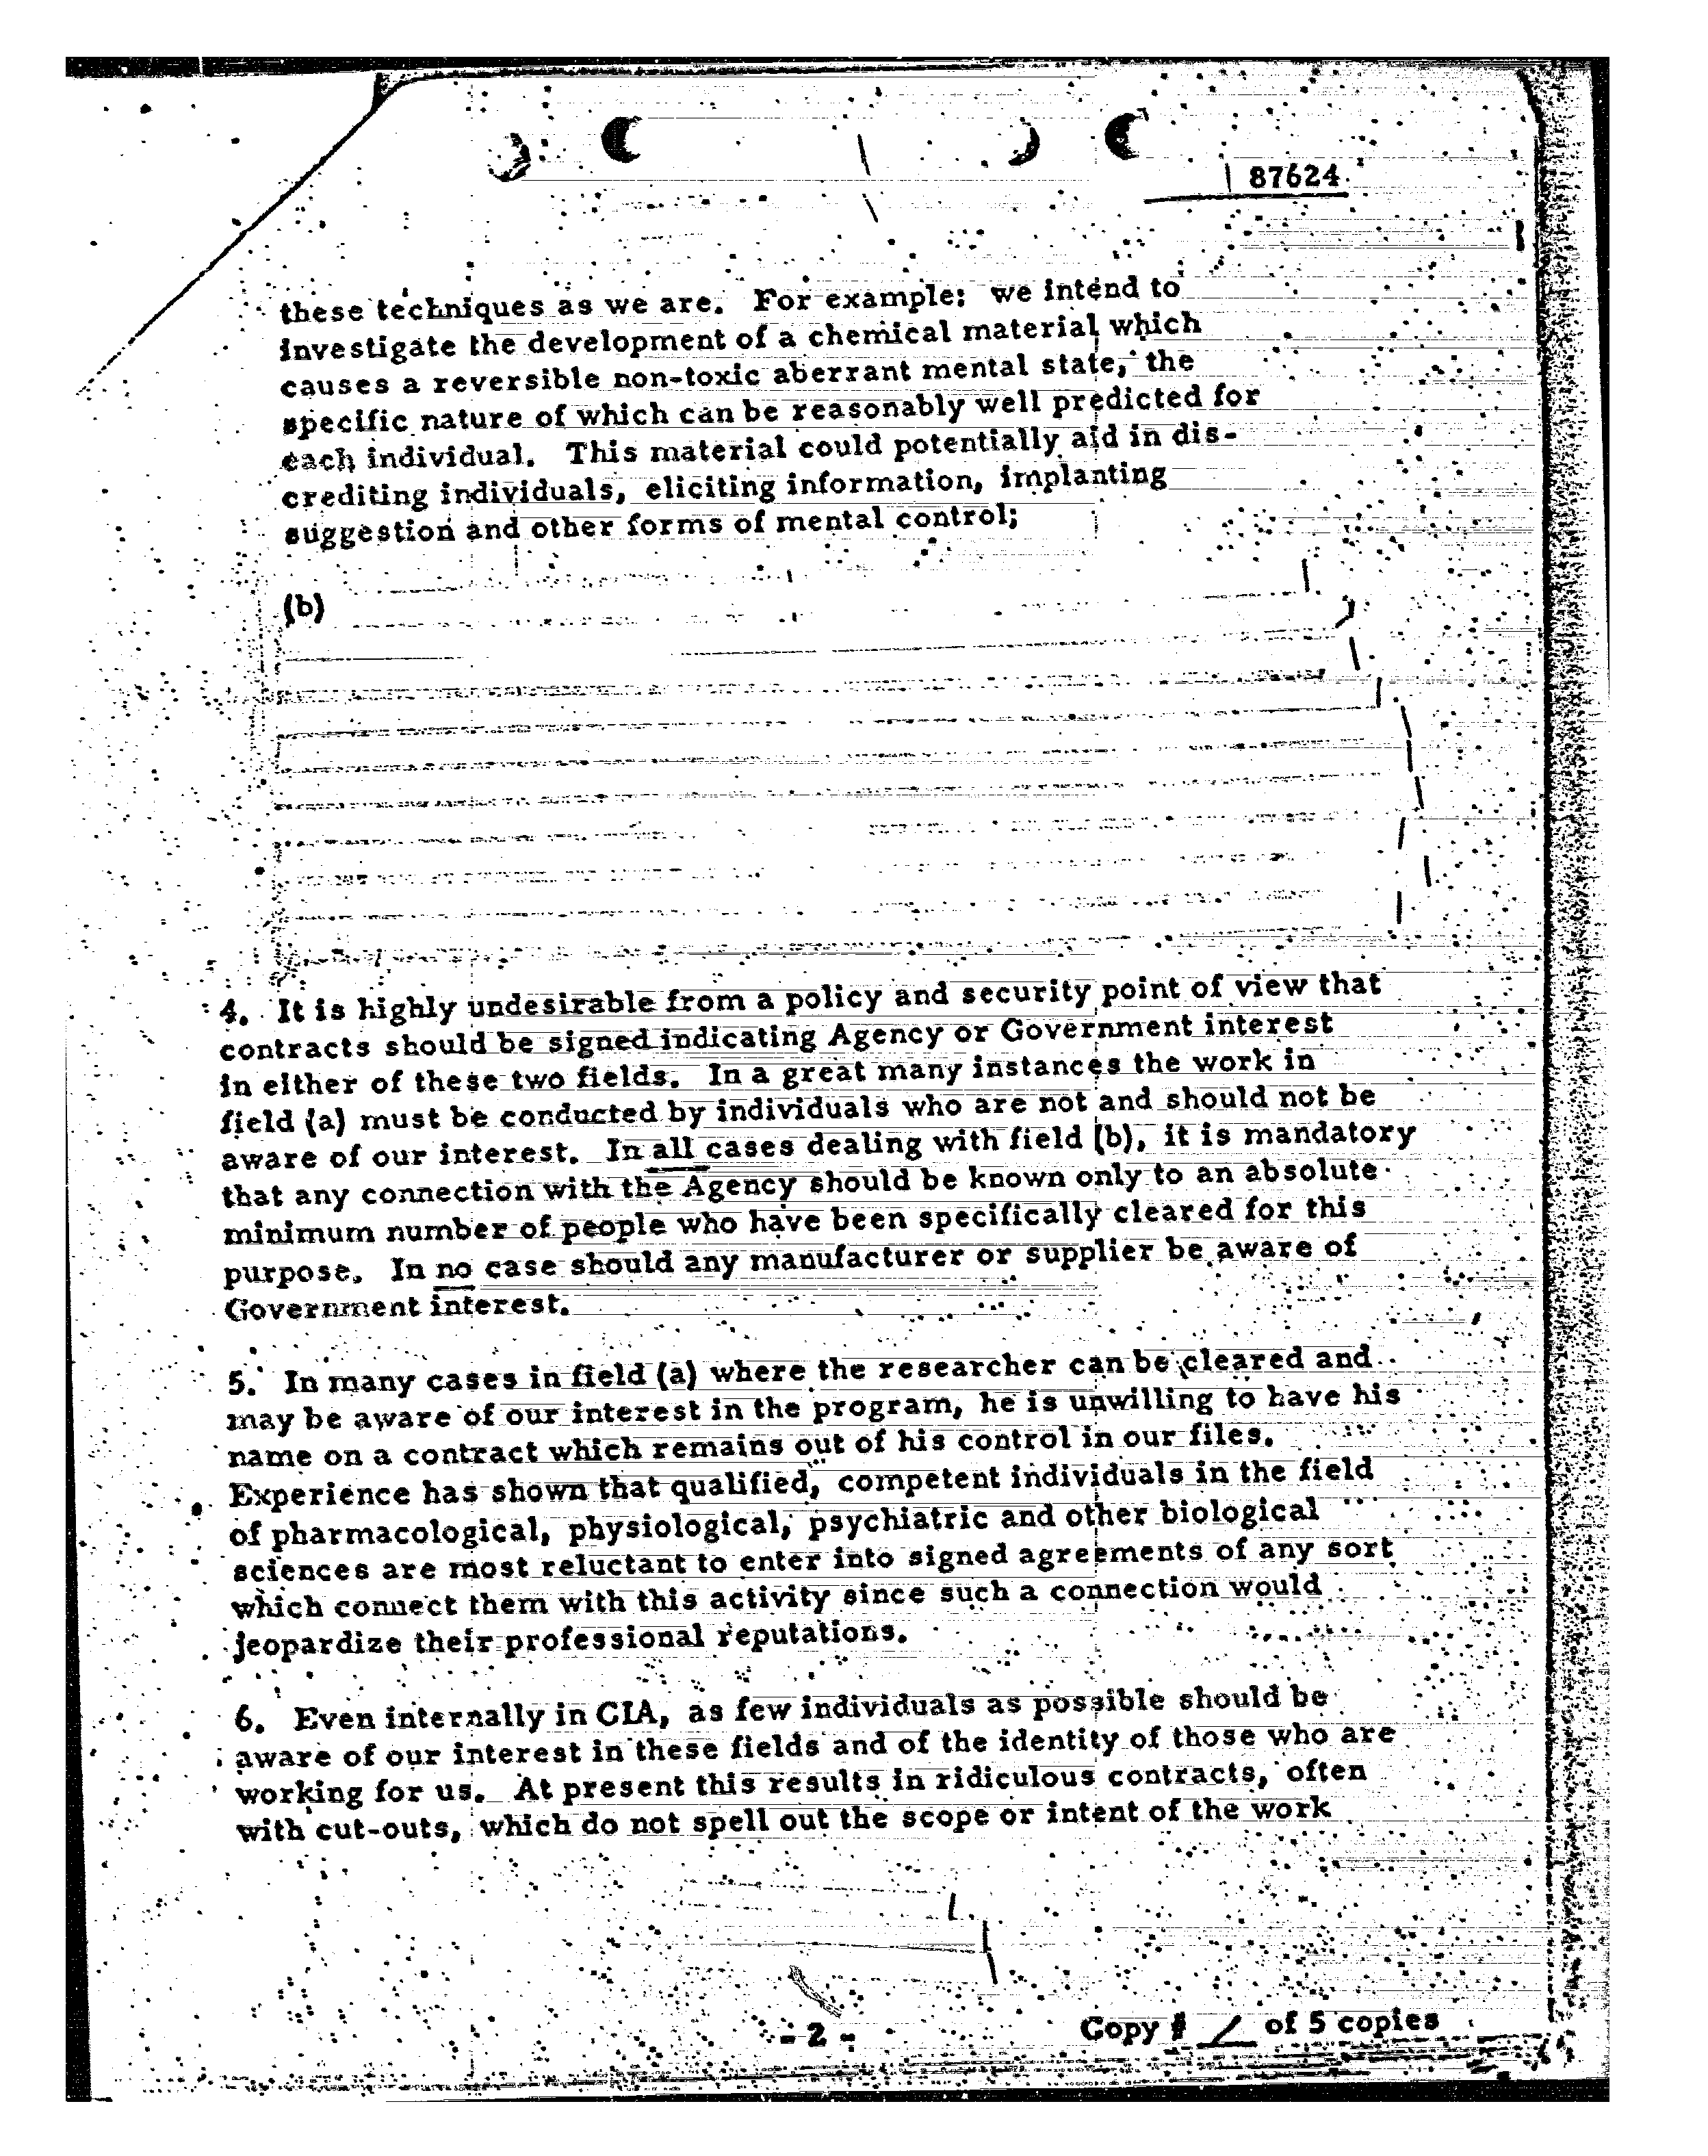 87624
these techniques as we are. For example: we intend to
investigate the development of a chemical material which
causes a reversible non-toxic aberrant mental state, the
specific nature of which can be reasonably well predicted for
each individual. This material could potentially aid in dis-
crediting individuals, eliciting information, implanting
suggestion and other forms of mental control;
(b)
4. It is highly undesirable from a policy and security point of view that
contracts should be signed indicating Agency or Government interest
in either of these two fields. In a great many instances the work in
field (a) must be conducted by individuals who are not and should not be
aware of our interest. In all cases dealing with field (b), it is mandatory
that any connection with the Agency should be known only to an absolute
minimum number of people who have been specifically cleared for this
purpose. In no case should any manufacturer or supplier be aware of
Government interest.
5. In many cases in field (a) where the researcher can be cleared and
may be aware of our interest in the program, he is unwilling to have his
name on a contract which remains out of his control in our files.
Experience has shown that qualified, competent individuals in the field
of pharmacological, physiological, psychiatric and other biological
sciences are most reluctant to enter into signed agreements of any sort
which connect them with this activity since such a connection would
jeopardize their professional reputations.
6. Even internally in CIA, as few individuals as possible should be
aware of our interest in these fields and of the identity of those who are
working for us. At present this results in ridiculous contracts, often
with cut-outs, which do not spell out the scope or intent of the work
- 2 -
Copy # / of 5 copies